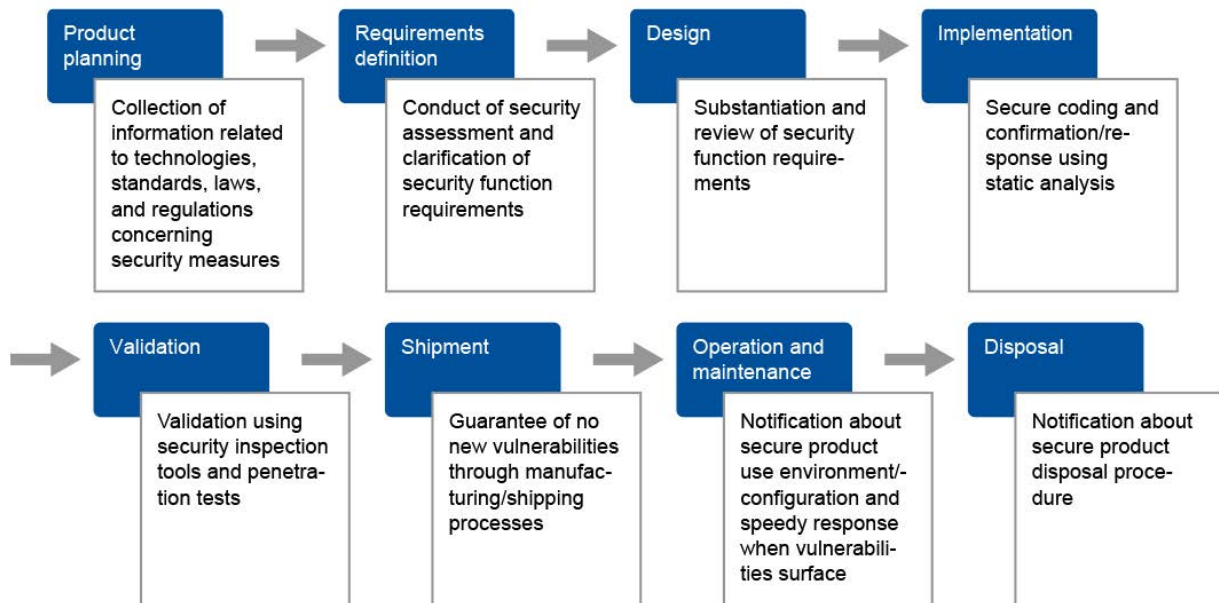 Product
planning
Collection of
information related
to technologies,
standards, laws,
and regulations
concerning
security measures
Requirements
definition
Conduct of security
assessment and
clarification of
security function
requirements
Design
Substantiation and
review of security
function require-
ments
Implementation
Secure coding and
confirmation/re-
sponse using
static analysis
Validation
Validation using
security inspection
tools and penetra-
tion tests
Shipment
Guarantee of no
new vulnerabilities
through manufac-
turing/shipping
processes
Operation and
maintenance
Notification about
secure product
use environment/-
configuration and
speedy response
when vulnerabili-
ties surface
Disposal
Notification about
secure product
disposal proce-
dure